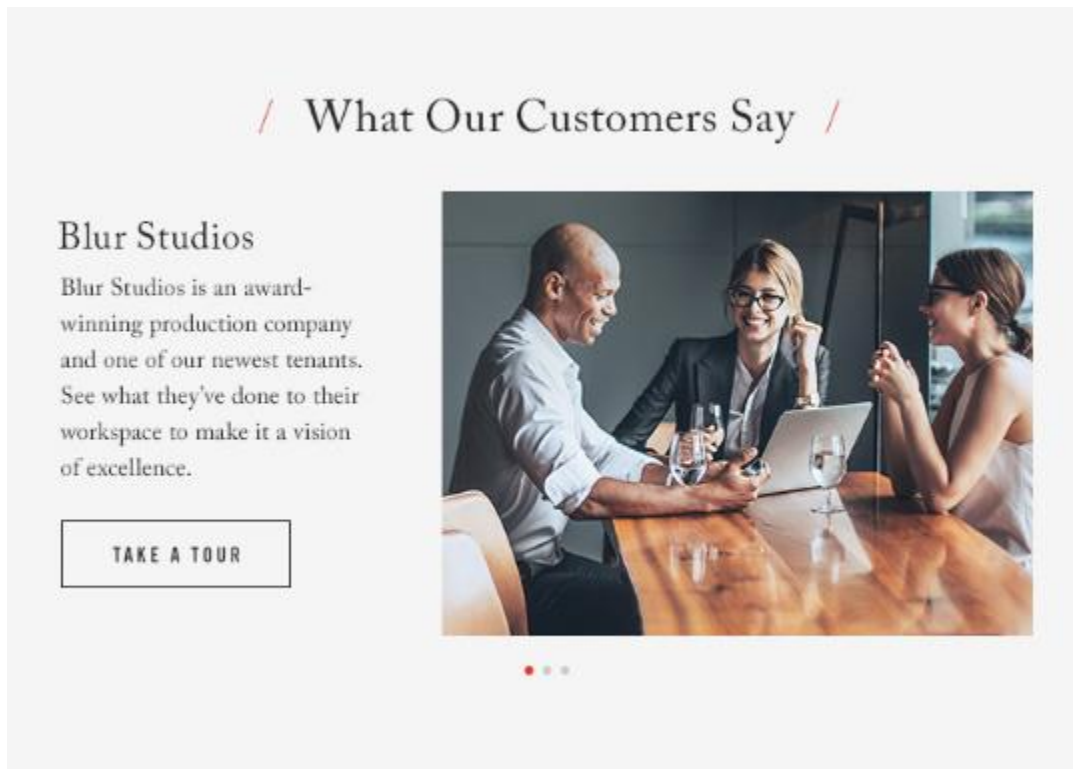 / What Our Customers Say /
Blur Studios
Blur Studios is an award-
winning production company
and one of our newest tenants.
See what they've done to their
workspace to make it a vision
of excellence.
TAKE A TOUR